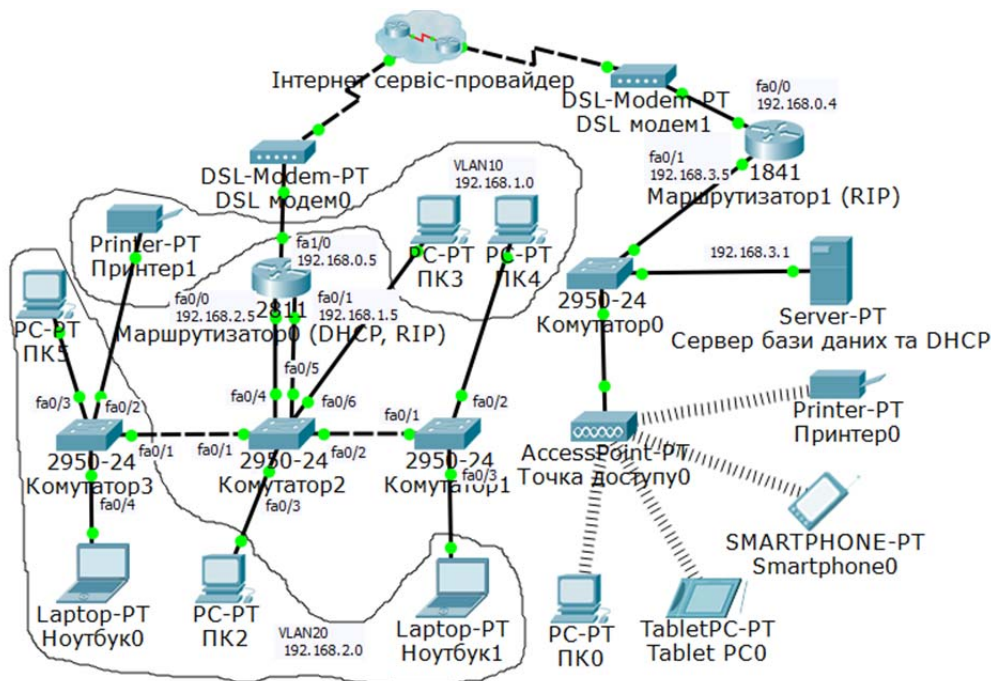 Інтернет сервіс-провайдер
DSL-Modem-PT
DSL модем1
fa0/0
192.168.0.4
fa0/1
192.168.3.5
1841
Маршрутизатор1 (RIP)
DSL-Modem-PT
DSL модем0
VLAN10
192.168.1.0
Printer-PT
Принтер1
fa1/0
192.168.0.5
PC-PT
ПК3
PC-PT
ПК4
192.168.3.1
2950-24
Комутатор0
Server-PT
Сервер бази даних та DHCP
fa0/0
192.168.2.5
2811
fa0/1
192.168.1.5
Маршрутизатор0 (DHCP, RIP)
PC-PT
ПК5
fa0/3
fa0/2
fa0/4
fa0/5
fa0/6
fa0/1
fa0/2
Printer-PT
Принтер0
2950-24
Комутатор3
fa0/1
fa0/1
2950-24
Комутатор2
fa0/2
2950-24
Комутатор1
fa0/3
AccessPoint-PT
Точка доступу0
fa0/4
fa0/3
SMARTPHONE-PT
Smartphone0
Laptop-PT
Ноутбук0
PC-PT
ПК2
VLAN20
192.168.2.0
Laptop-PT
Ноутбук1
PC-PT
ПК0
TabletPC-PT
Tablet PC0